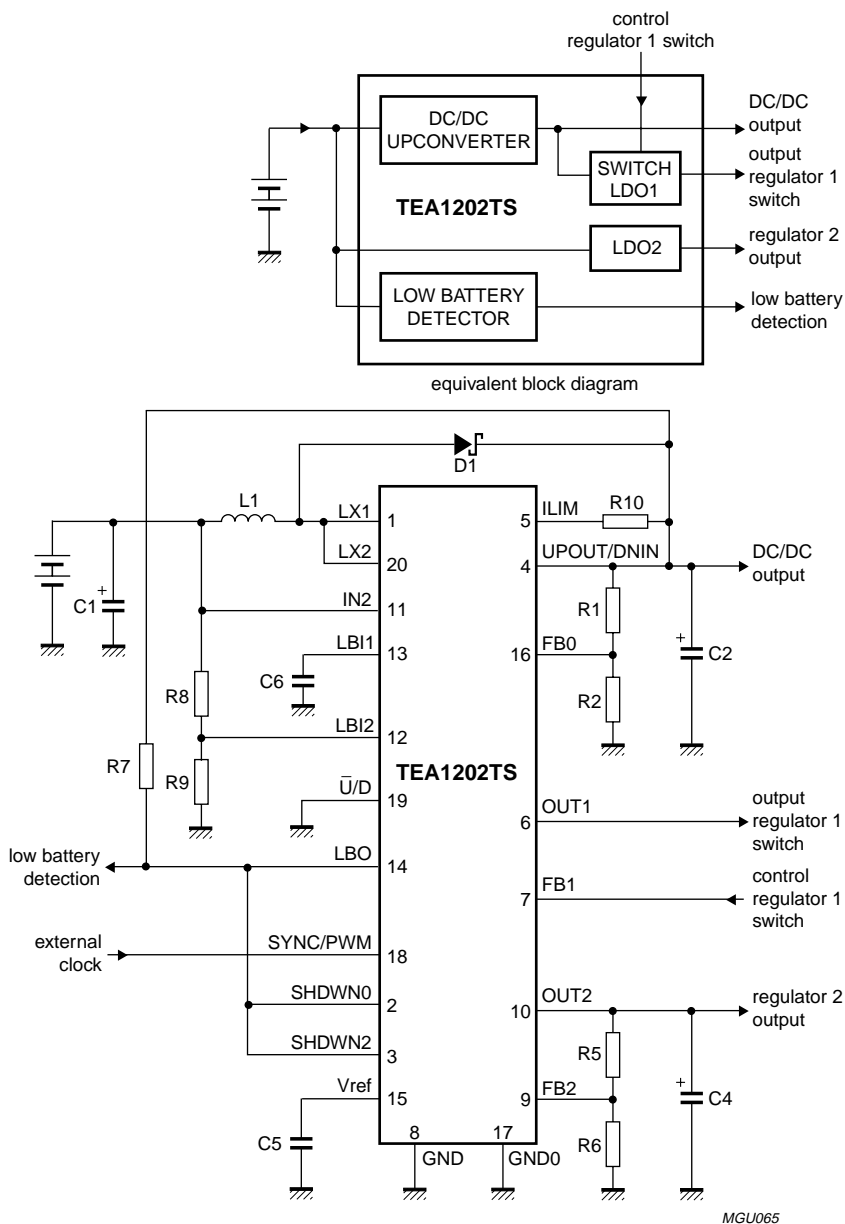 control
regulator 1 switch
DC/DC
UPCONVERTER
DC/DC
output
SWITCH
LDO1
output
regulator 1
switch
TEA1202TS
LDO2
regulator 2
output
LOW BATTERY
DETECTOR
low battery
detection
equivalent block diagram
D1
L1
LX1
1
5
ILIM
R10
LX2
20
4
UPOUT/DNIN
DC/DC
output
C1
+
IN2
11
R1
LBI1
13
16
FB0
+
C2
C6
R8
R2
LBI2
12
R7
R9
TEA1202TS
U̅/D
19
6
OUT1
output
regulator 1
switch
low battery
detection
LBO
14
7
FB1
control
regulator 1
switch
external
clock
SYNC/PWM
18
SHDWN0
2
10
OUT2
regulator 2
output
SHDWN2
3
R5
+
C4
Vref
15
9
FB2
C5
8
GND
17
GND0
R6
MGU065